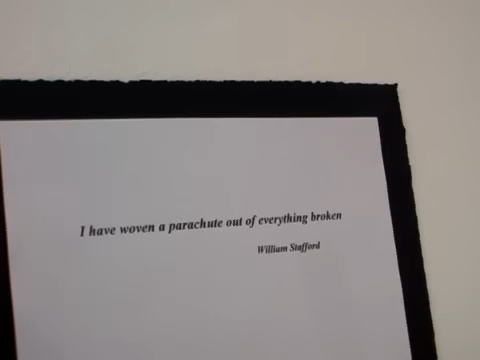 I have woven a parachute out of everything broken
William Stafford